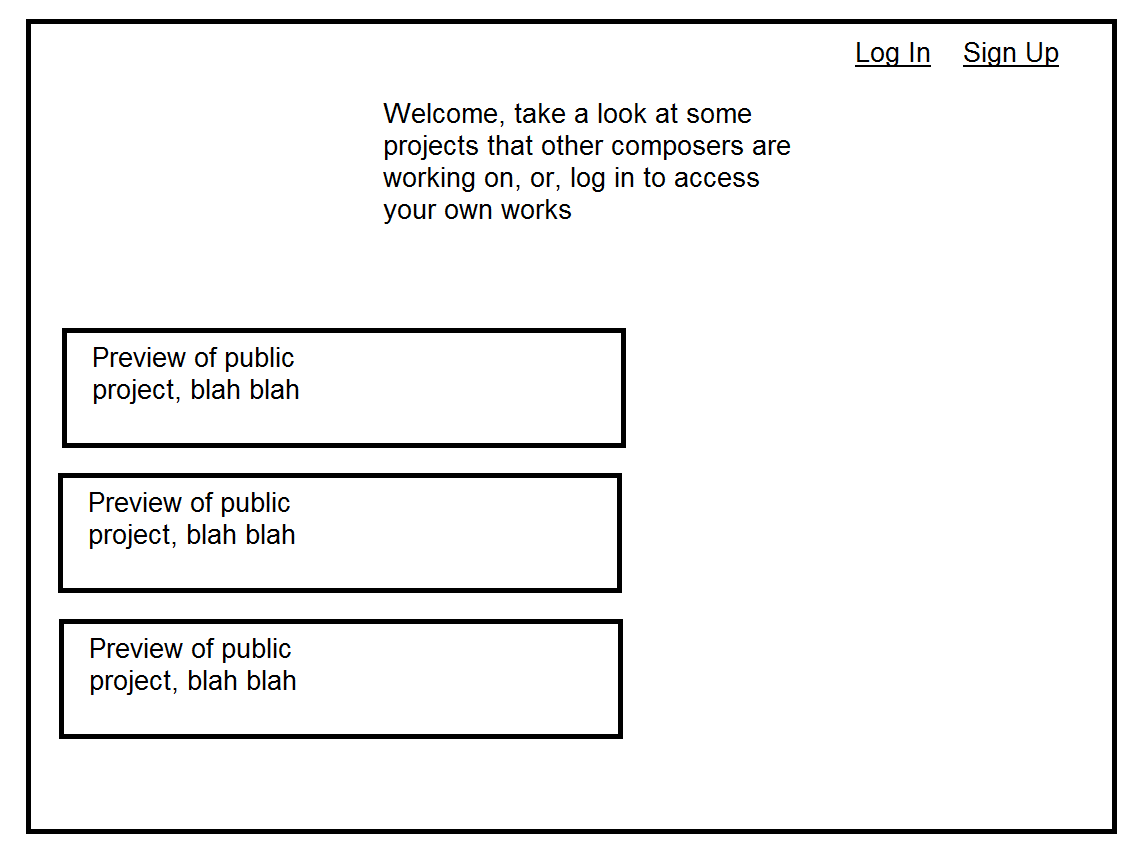 Log In Sign Up
Welcome, take a look at some
projects that other composers are
working on, or, log in to access
your own works
Preview of public
project, blah blah
Preview of public
project, blah blah
Preview of public
project, blah blah